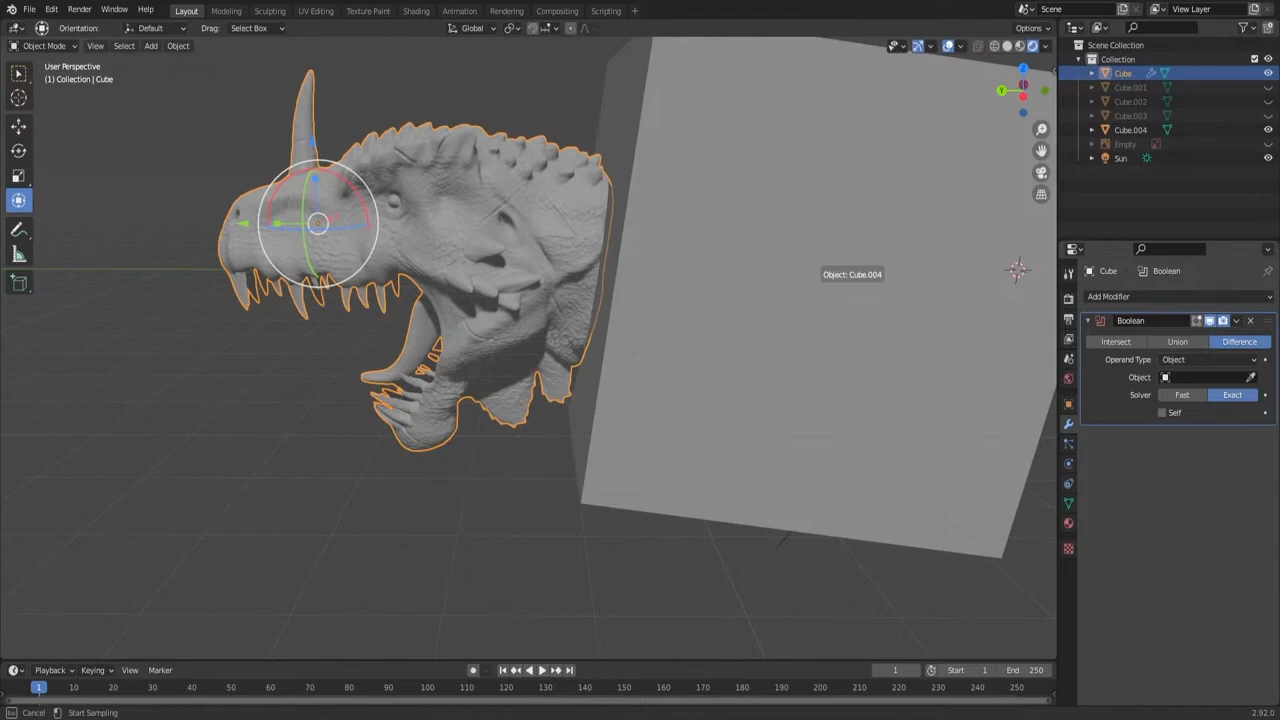 File Edit Render Window Help Layout Modeling Sculpting UV Editing Texture Paint Shading Animation Rendering Compositing Scripting + Scene View Layer
Orientation: Default Drag: Select Box Global Options
Object Mode View Select Add Object
User Perspective
(1) Collection | Cube
Scene Collection
Collection
Cube
Cube.001
Cube.002
Cube.003
Cube.004
Empty
Sun
Z
Y
Object: Cube.004
Cube Boolean
Add Modifier
Boolean
Intersect Union Difference
Operand Type Object
Object
Solver Fast Exact
Self
Playback Keying View Marker 1 Start 1 End 250
1 10 20 30 40 50 60 70 80 90 100 110 120 130 140 150 160 170 180 190 200 210 220 230 240 250
Cancel Start Sampling 2.92.0